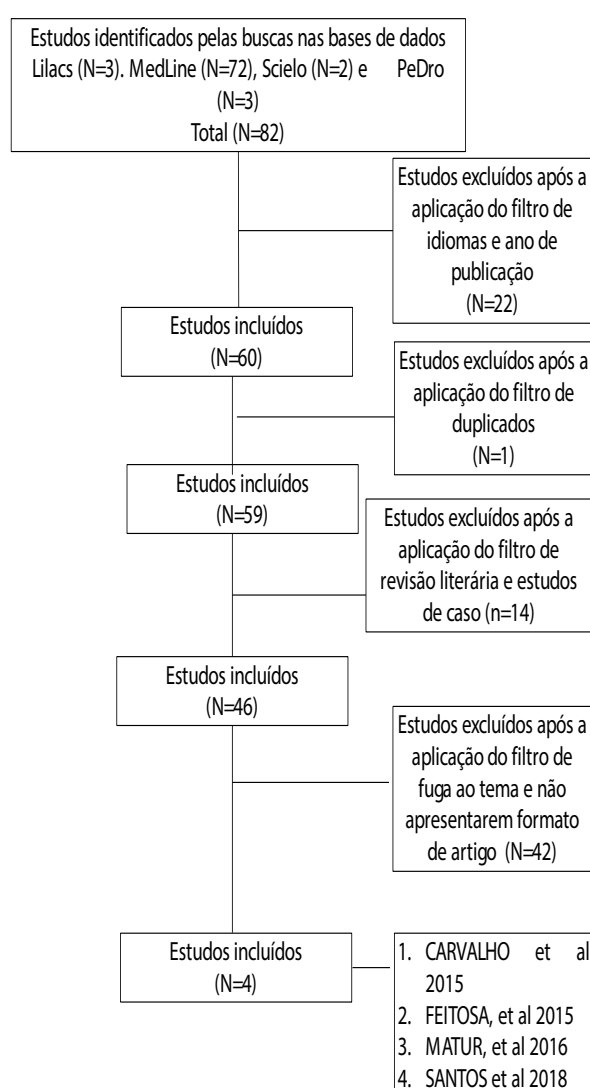 Estudos identificados pelas buscas nas bases de dados
Lilacs (N=3). MedLine (N=72), Scielo (N=2) e PeDro
(N=3)
Total (N=82)
Estudos excluídos após a
aplicação do filtro de
idiomas e ano de
publicação
(N=22)
Estudos incluídos
(N=60)
Estudos excluídos após a
aplicação do filtro de
duplicados
(N=1)
Estudos incluídos
(N=59)
Estudos excluídos após a
aplicação do filtro de
revisão literária e estudos
de caso (n=14)
Estudos incluídos
(N=46)
Estudos excluídos após a
aplicação do filtro de
fuga ao tema e não
apresentarem formato
de artigo (N=42)
Estudos incluídos
(N=4)
1. CARVALHO et al
2015
2. FEITOSA, et al 2015
3. MATUR, et al 2016
4. SANTOS et al 2018